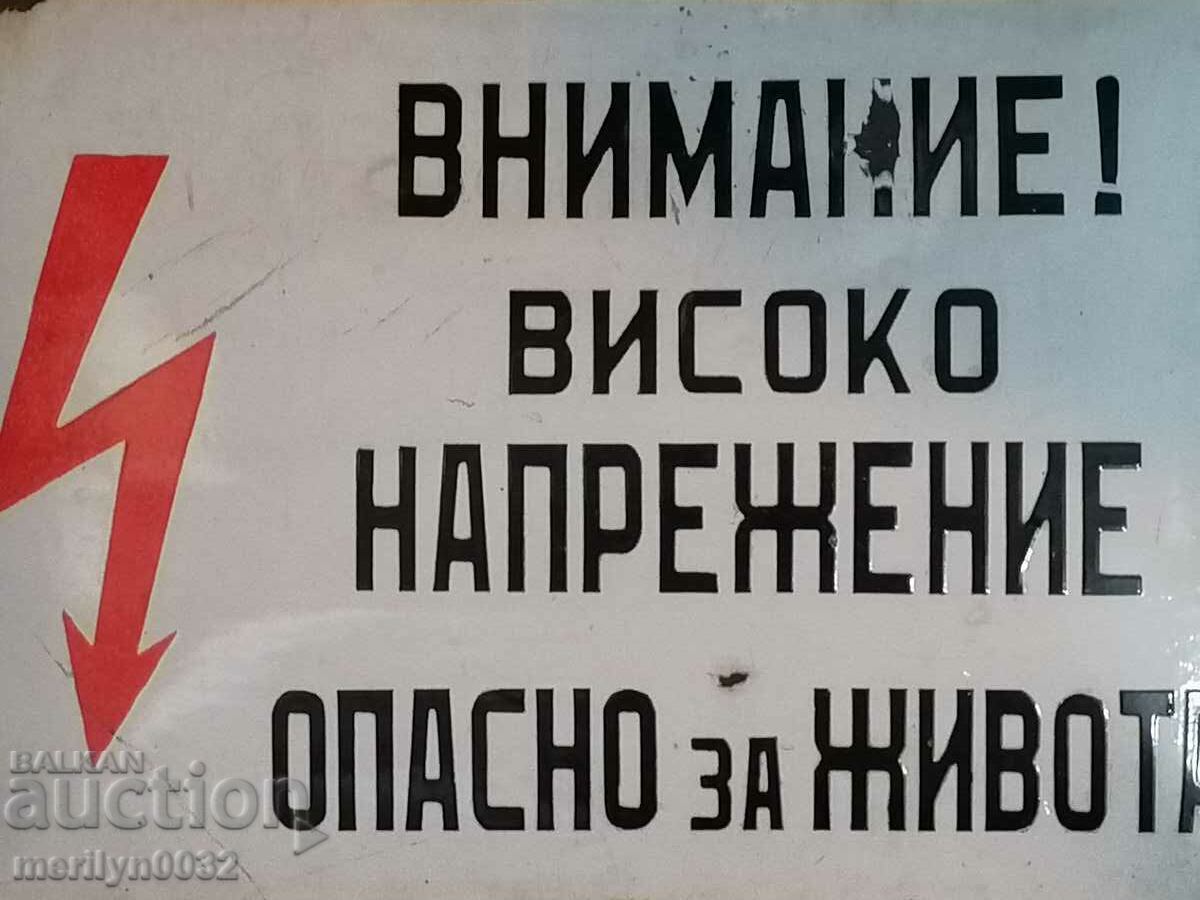 ВНИМАНИЕ!
ВИСОКО
НАПРЕЖЕНИЕ
ОПАСНО ЗА ЖИВОТА
BALKAN
auction
merilyn0032